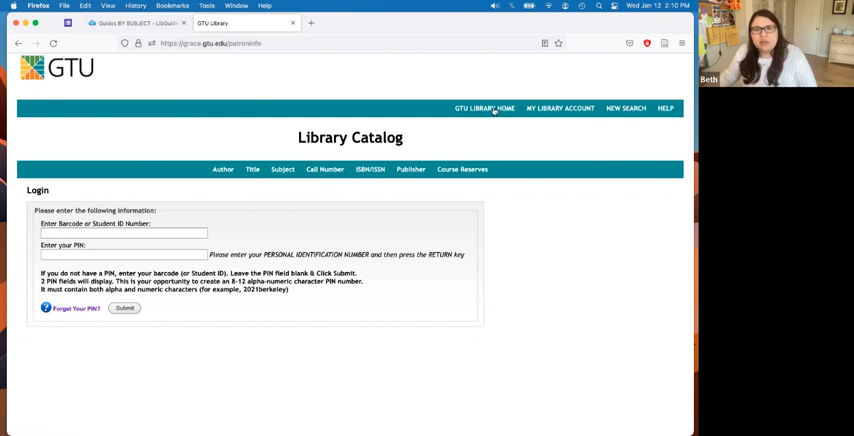 Firefox File Edit View History Bookmarks Tools Window Help Wed Jan 12 2:10 PM
Guides BY SUBJECT - LibGuide GTU Library
https://grace.gtu.edu/patroninfo
GTU
GTU LIBRARY HOME MY LIBRARY ACCOUNT NEW SEARCH HELP
Library Catalog
Author Title Subject Call Number ISBN/ISSN Publisher Course Reserves
Login
Please enter the following information:
Enter Barcode or Student ID Number:
Enter your PIN:
Please enter your PERSONAL IDENTIFICATION NUMBER and then press the RETURN key
If you do not have a PIN, enter your barcode (or Student ID). Leave the PIN field blank & Click Submit.
2 PIN fields will display. This is your opportunity to create an 8-12 alpha-numeric character PIN number.
It must contain both alpha and numeric characters (for example, 2021berkeley)
? Forget Your PIN? Submit
Beth